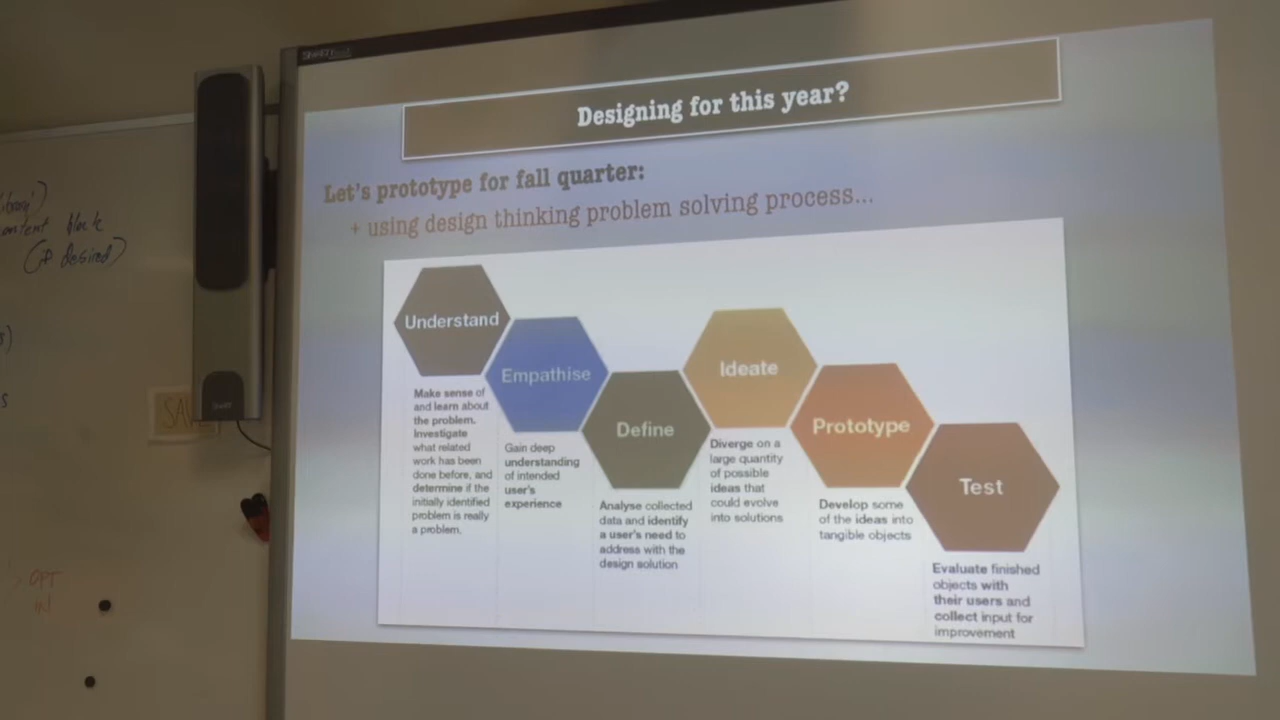 Designing for this year?
Let's prototype for fall quarter:
+ using design thinking problem solving process...
Understand
Make sense of
and learn about
the problem.
Investigate
what related
work has been
done before, and
determine if the
initially identified
problem is really
a problem.
Empathise
Gain deep
understanding
of intended
user's
experience
Define
Analyse collected
data and identify
a user's need to
address with the
design solution
Ideate
Diverge on a
large quantity
of possible
ideas that
could evolve
into solutions
Prototype
Develop some
of the ideas into
tangible objects
Test
Evaluate finished
objects with
their users and
collect input for
improvement
block
(if desired)
OPT